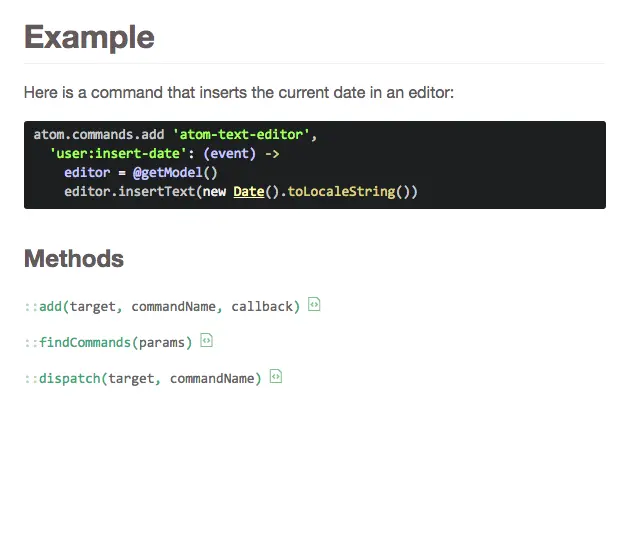 Example
Here is a command that inserts the current date in an editor:
atom.commands.add 'atom-text-editor',
  'user:insert-date': (event) ->
    editor = @getModel()
    editor.insertText(new Date().toLocaleString())
Methods
::add(target, commandName, callback)
::findCommands(params)
::dispatch(target, commandName)